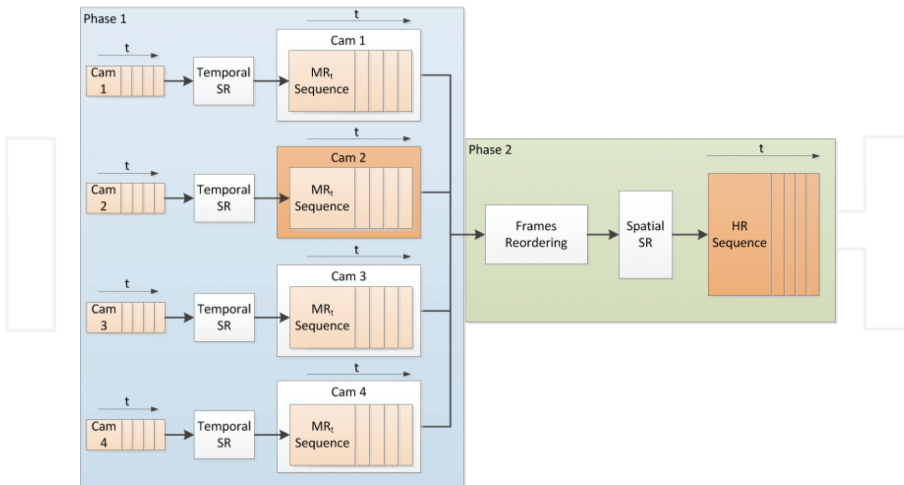 Phase 1
t
Cam
1
Temporal
SR
t
Cam 1
MRt
Sequence
t
Cam
2
Temporal
SR
t
Cam 2
MRt
Sequence
t
Cam
3
Temporal
SR
t
Cam 3
MRt
Sequence
t
Cam
4
Temporal
SR
t
Cam 4
MRt
Sequence
Phase 2
Frames
Reordering
Spatial
SR
t
HR
Sequence